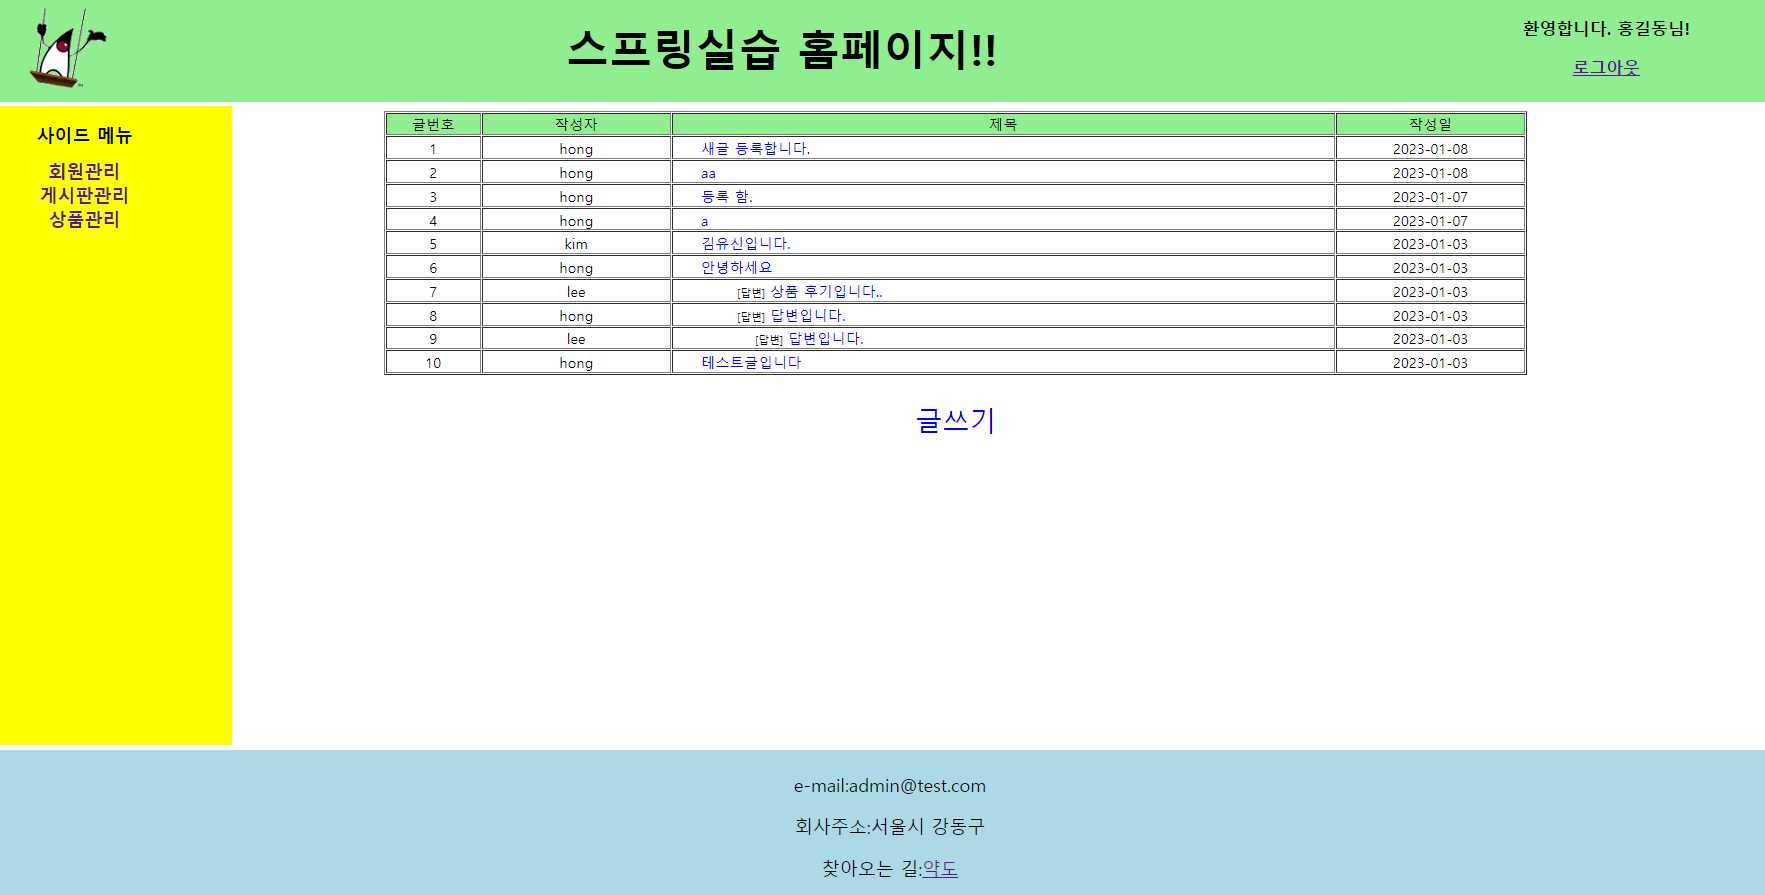 스프링실습 홈페이지!!
환영합니다. 홍길동님!
로그아웃
사이드 메뉴
회원관리
게시판관리
상품관리
글번호 작성자 제목 작성일
1 hong 새글 등록합니다. 2023-01-08
2 hong aa 2023-01-08
3 hong 등록 함. 2023-01-07
4 hong a 2023-01-07
5 kim 김유신입니다. 2023-01-03
6 hong 안녕하세요 2023-01-03
7 lee [답변] 상품 후기입니다.. 2023-01-03
8 hong [답변] 답변입니다. 2023-01-03
9 lee [답변] 답변입니다. 2023-01-03
10 hong 테스트글입니다 2023-01-03
글쓰기
e-mail:admin@test.com
회사주소:서울시 강동구
찾아오는 길:약도